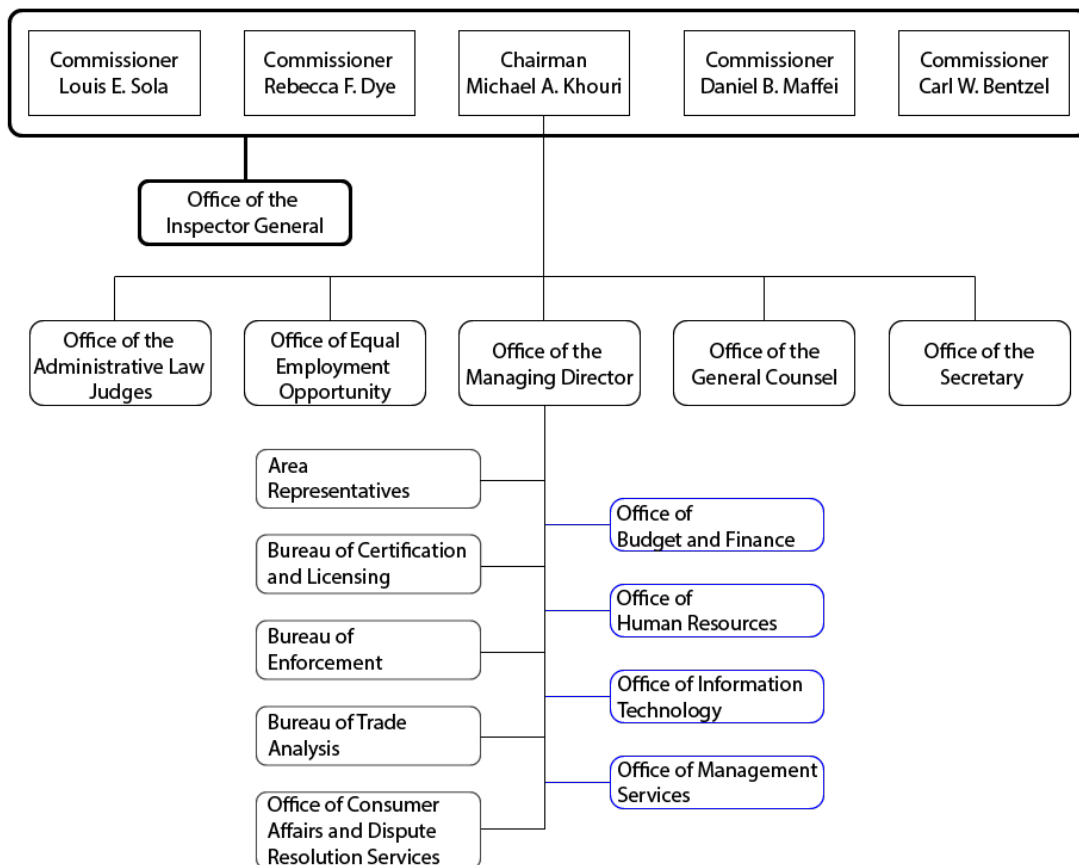 Commissioner
Louis E. Sola
Commissioner
Rebecca F. Dye
Chairman
Michael A. Khouri
Commissioner
Daniel B. Maffei
Commissioner
Carl W. Bentzel
Office of the
Inspector General
Office of the
Administrative Law
Judges
Office of Equal
Employment
Opportunity
Office of the
Managing Director
Office of the
General Counsel
Office of the
Secretary
Area
Representatives
Office of
Budget and Finance
Bureau of Certification
and Licensing
Office of
Human Resources
Bureau of
Enforcement
Office of Information
Technology
Bureau of Trade
Analysis
Office of Management
Services
Office of Consumer
Affairs and Dispute
Resolution Services